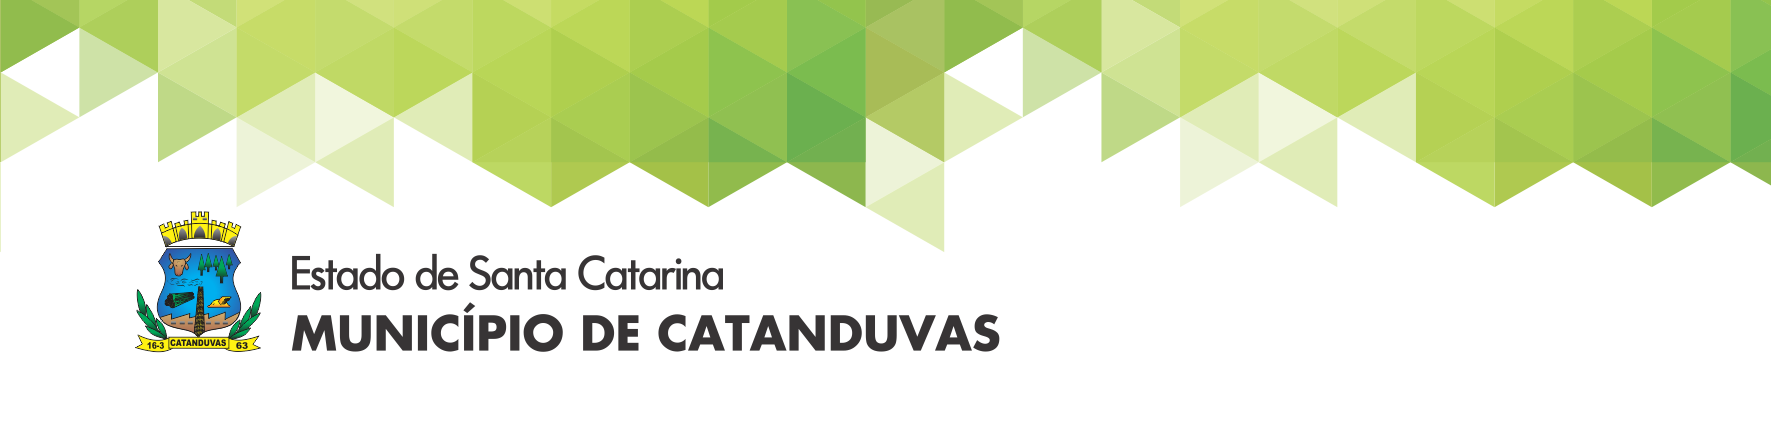 Estado de Santa Catarina
MUNICÍPIO DE CATANDUVAS
16-3 CATANDUVAS 63